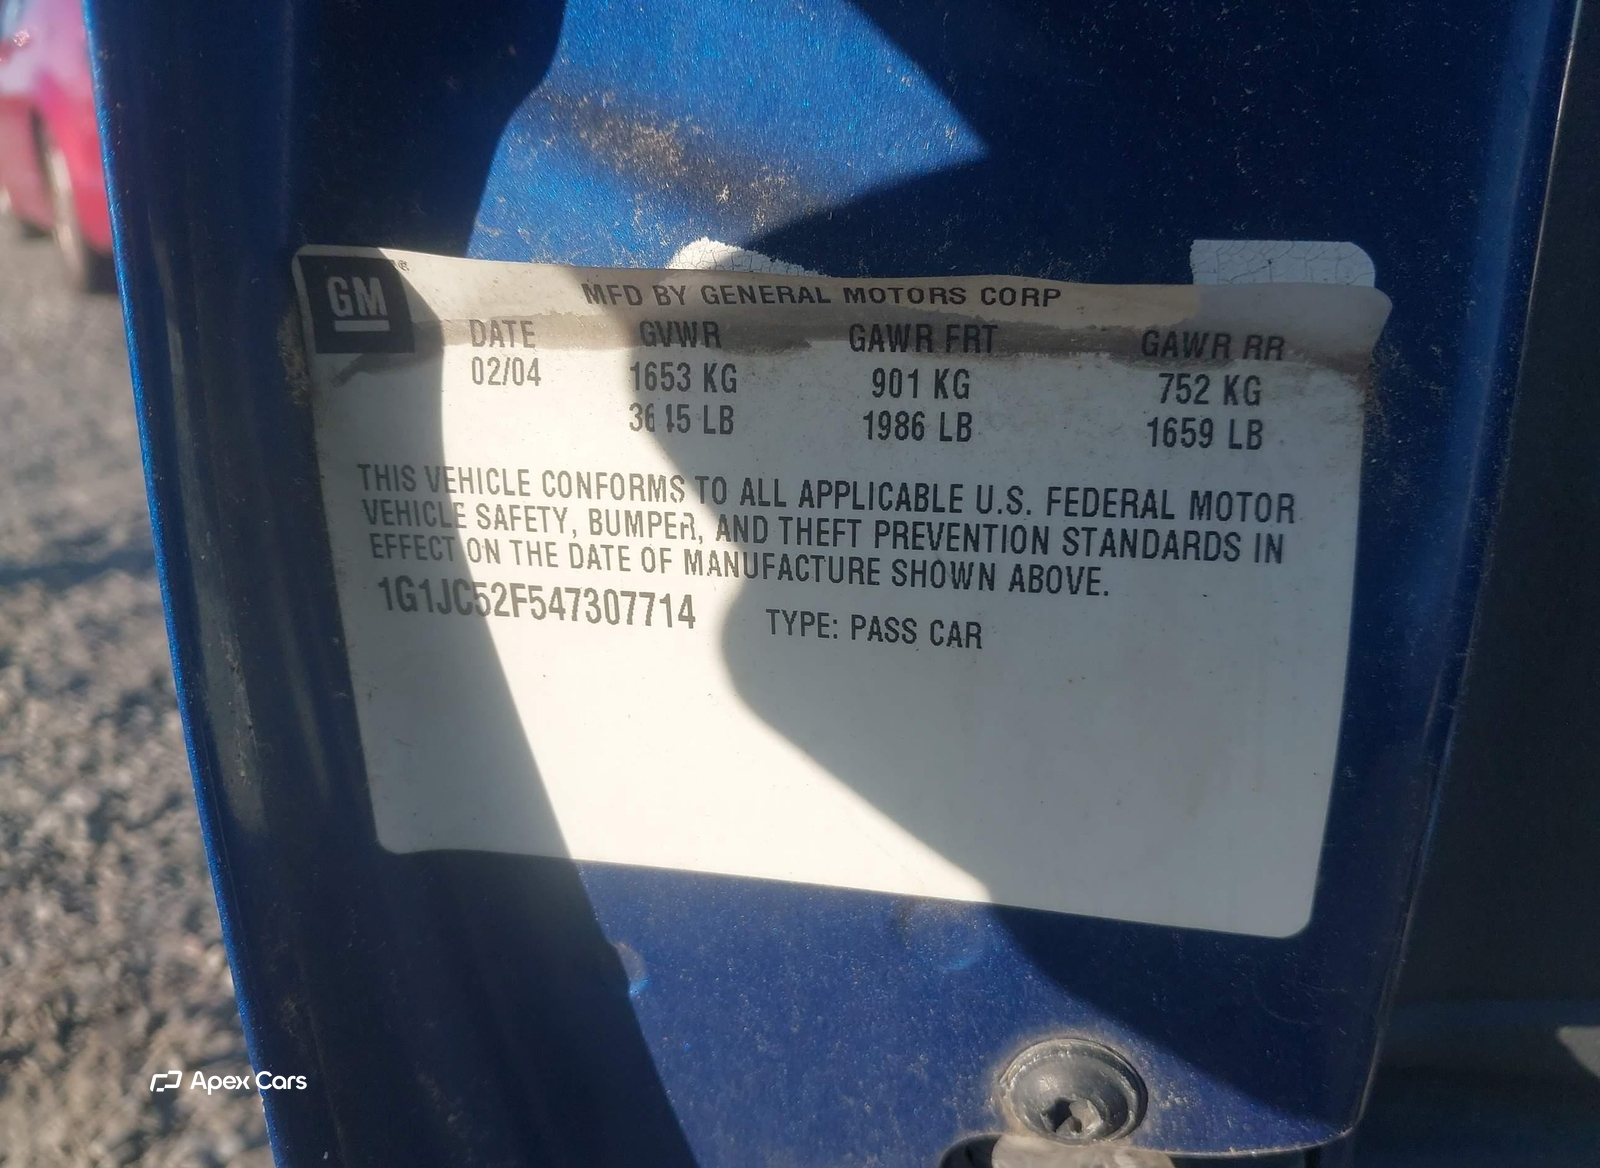 GM
MFD BY GENERAL MOTORS CORP
DATE GVWR GAWR FRT GAWR RR
02/04 1653 KG 901 KG 752 KG
3645 LB 1986 LB 1659 LB
THIS VEHICLE CONFORMS TO ALL APPLICABLE U.S. FEDERAL MOTOR
VEHICLE SAFETY, BUMPER, AND THEFT PREVENTION STANDARDS IN
EFFECT ON THE DATE OF MANUFACTURE SHOWN ABOVE.
1G1JC52F547307714 TYPE: PASS CAR
Apex Cars